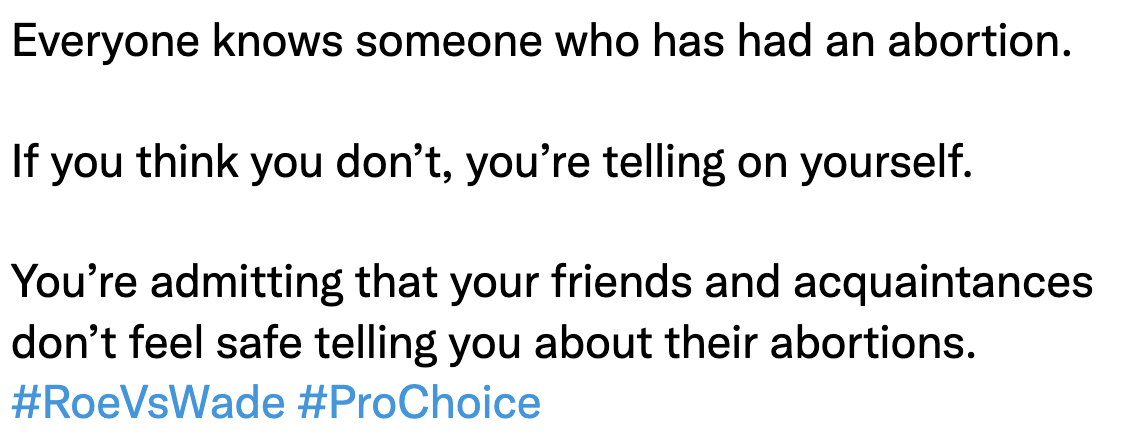 Everyone knows someone who has had an abortion.
If you think you don’t, you’re telling on yourself.
You’re admitting that your friends and acquaintances
don’t feel safe telling you about their abortions.
#RoeVsWade #ProChoice